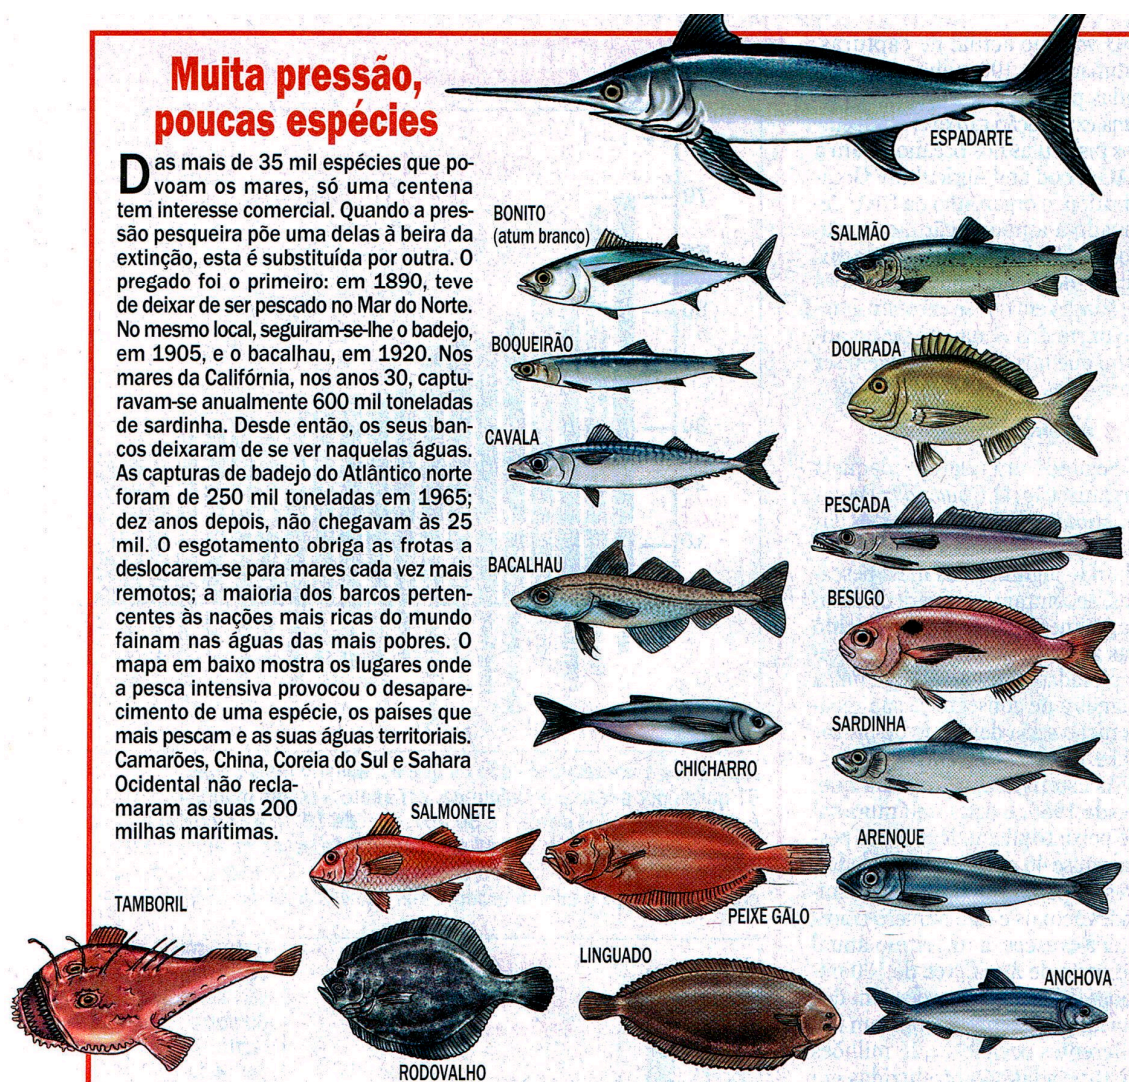 Muita pressão,
poucas espécies
Das mais de 35 mil espécies que po-
voam os mares, só uma centena
tem interesse comercial. Quando a pres-
são pesqueira põe uma delas à beira da
extinção, esta é substituída por outra. O
pregado foi o primeiro: em 1890, teve
de deixar de ser pescado no Mar do Norte.
No mesmo local, seguiram-se-lhe o badejo,
em 1905, e o bacalhau, em 1920. Nos
mares da Califórnia, nos anos 30, captu-
ravam-se anualmente 600 mil toneladas
de sardinha. Desde então, os seus ban-
cos deixaram de se ver naquelas águas.
As capturas de badejo do Atlântico norte
foram de 250 mil toneladas em 1965;
dez anos depois, não chegavam às 25
mil. O esgotamento obriga as frotas a
deslocarem-se para mares cada vez mais
remotos; a maioria dos barcos perten-
centes às nações mais ricas do mundo
fainam nas águas das mais pobres. O
mapa em baixo mostra os lugares onde
a pesca intensiva provocou o desapare-
cimento de uma espécie, os países que
mais pescam e as suas águas territoriais.
Camarões, China, Coreia do Sul e Sahara
Ocidental não recla-
maram as suas 200
milhas marítimas.
ESPADARTE
BONITO
(atum branco)
SALMÃO
BOQUEIRÃO
DOURADA
CAVALA
PESCADA
BACALHAU
BESUGO
SARDINHA
CHICHARRO
SALMONETE
ARENQUE
TAMBORIL
PEIXE GALO
LINGUADO
ANCHOVA
RODOVALHO